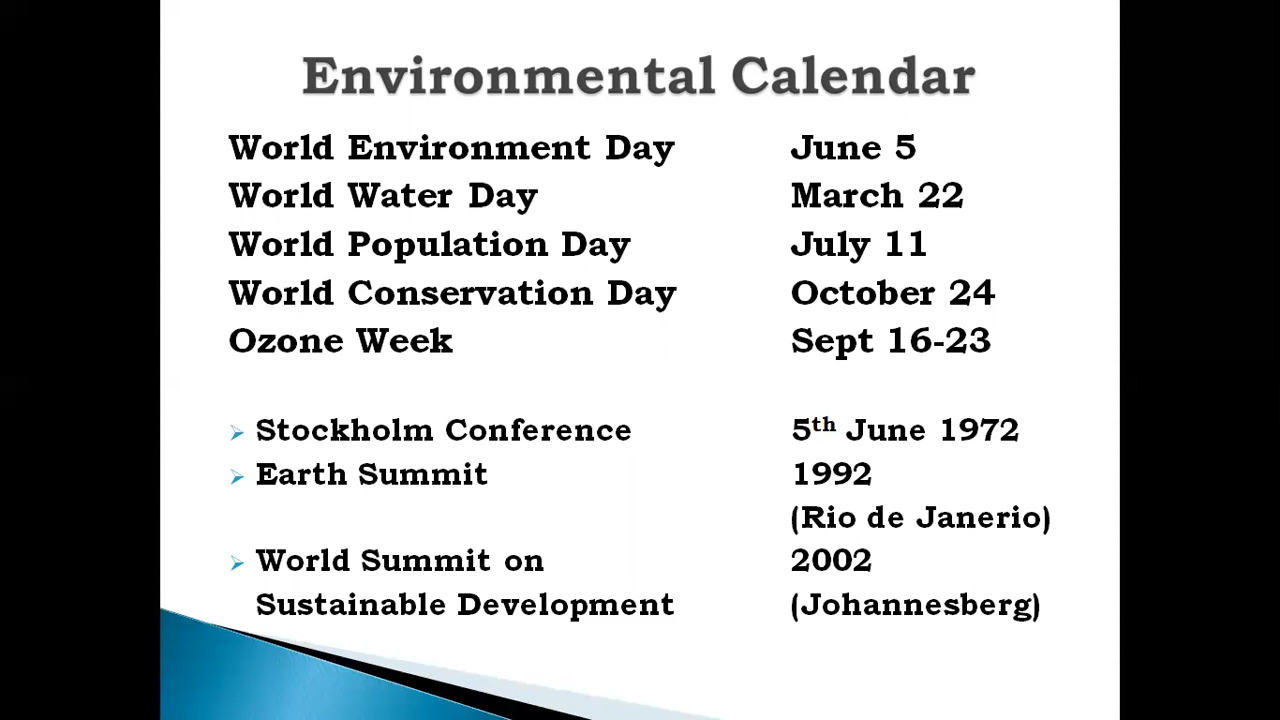 Environmental Calendar
World Environment Day June 5
World Water Day March 22
World Population Day July 11
World Conservation Day October 24
Ozone Week Sept 16-23
Stockholm Conference 5th June 1972
Earth Summit 1992
(Rio de Janerio)
World Summit on 2002
Sustainable Development (Johannesberg)